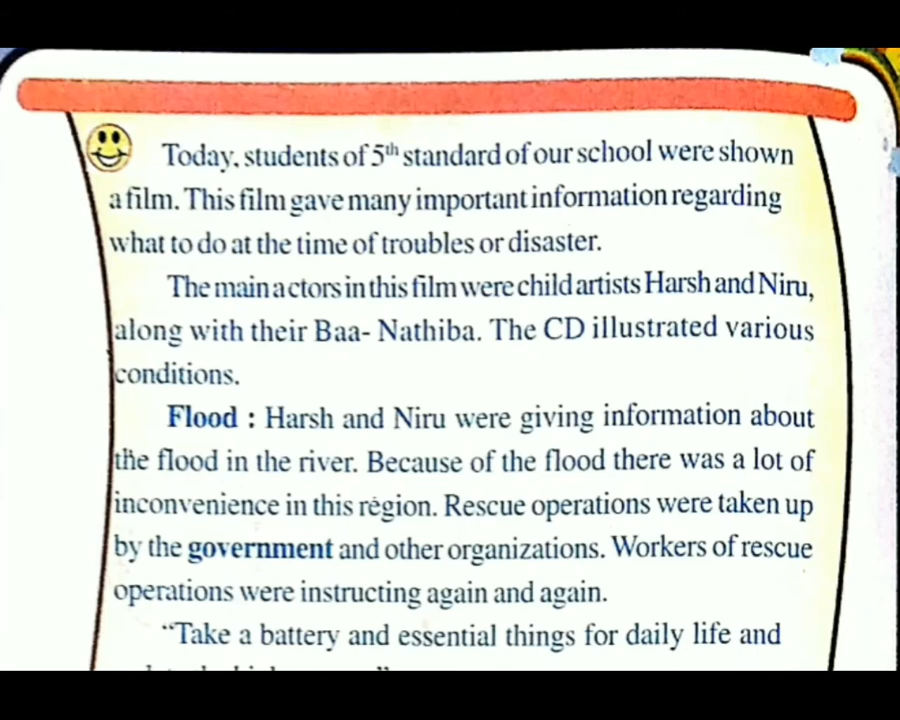 Today, students of 5th standard of our school were shown
a film. This film gave many important information regarding
what to do at the time of troubles or disaster.
The main actors in this film were child artists Harsh and Niru,
along with their Baa- Nathiba. The CD illustrated various
conditions.
Flood : Harsh and Niru were giving information about
the flood in the river. Because of the flood there was a lot of
inconvenience in this region. Rescue operations were taken up
by the government and other organizations. Workers of rescue
operations were instructing again and again.
“Take a battery and essential things for daily life and